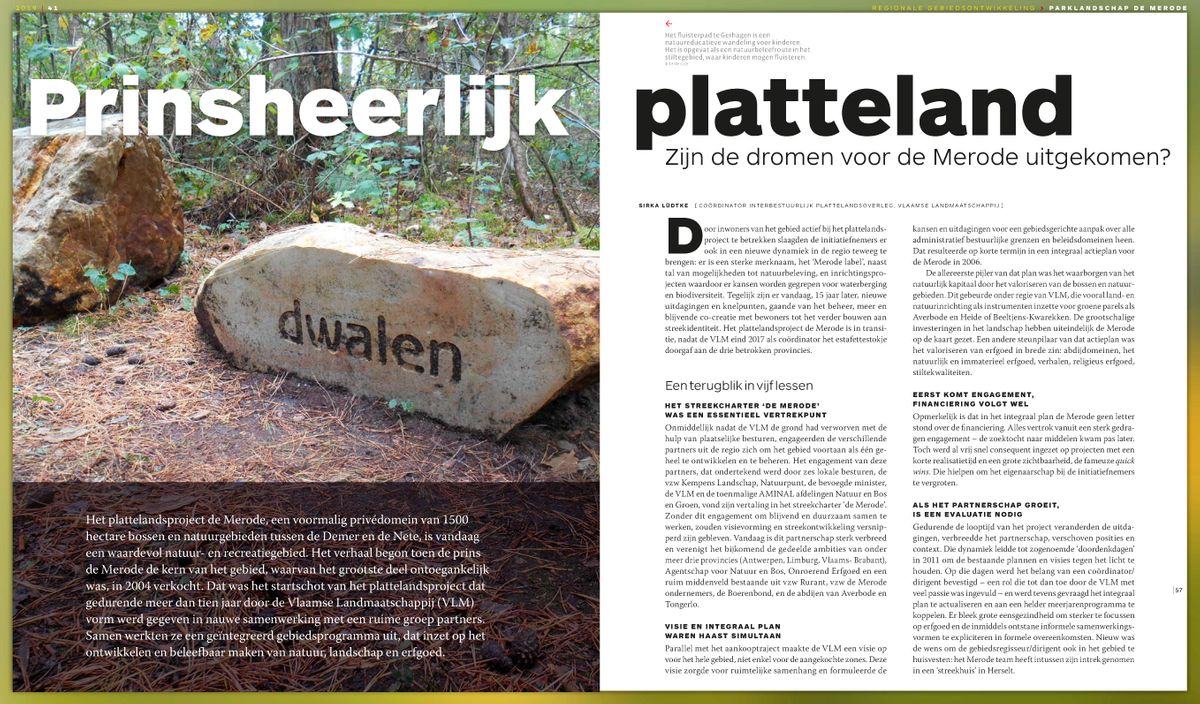 2019 | 41
REGIONALE GEBIEDSONTWIKKELING > PARKLANDSCHAP DE MERODE
←
Het fluisterpad te Gerhagen is een
natuureducatieve wandeling voor kinderen.
Het is opgevat als een natuurbeleefroute in het
stiltegebied, waar kinderen mogen fluisteren.
Prinsheerlijk
platteland
Zijn de dromen voor de Merode uitgekomen?
dwalen
Het plattelandsproject de Merode, een voormalig privédomein van 1500
hectare bossen en natuurgebieden tussen de Demer en de Nete, is vandaag
een waardevol natuur- en recreatiegebied. Het verhaal begon toen de prins
de Merode de kern van het gebied, waarvan het grootste deel ontoegankelijk
was, in 2004 verkocht. Dat was het startschot van het plattelandsproject dat
gedurende meer dan tien jaar door de Vlaamse Landmaatschappij (VLM)
vorm werd gegeven in nauwe samenwerking met een ruime groep partners.
Samen werkten ze een geïntegreerd gebiedsprogramma uit, dat inzet op het
ontwikkelen en beleefbaar maken van natuur, landschap en erfgoed.
SIRKA LÜDTKE [ COÖRDINATOR INTERBESTUURLIJK PLATTELANDSOVERLEG, VLAAMSE LANDMAATSCHAPPIJ ]
Door inwoners van het gebied actief bij het plattelands-
project te betrekken slaagden de initiatiefnemers er
ook in een nieuwe dynamiek in de regio teweeg te
brengen: er is een sterke merknaam, het 'Merode label', naast
tal van mogelijkheden tot natuurbeleving, en inrichtingspro-
jecten waardoor er kansen worden gegrepen voor waterberging
en biodiversiteit. Tegelijk zijn er vandaag, 15 jaar later, nieuwe
uitdagingen en knelpunten, gaande van het beheer, meer en
blijvende co-creatie met bewoners tot het verder bouwen aan
streekidentiteit. Het plattelandsproject de Merode is in transi-
tie, nadat de VLM eind 2017 als coördinator het estafettestokje
doorgaf aan de drie betrokken provincies.
Een terugblik in vijf lessen
HET STREEKCHARTER 'DE MERODE'
WAS EEN ESSENTIEEL VERTREKPUNT
Onmiddellijk nadat de VLM de grond had verworven met de
hulp van plaatselijke besturen, engageerden de verschillende
partners uit de regio zich om het gebied voortaan als één ge-
heel te ontwikkelen en te beheren. Het engagement van deze
partners, dat ondertekend werd door zes lokale besturen, de
vzw Kempens Landschap, Natuurpunt, de bevoegde minister,
de VLM en de toenmalige AMINAL afdelingen Natuur en Bos
en Groen, vond zijn vertaling in het streekcharter 'de Merode'.
Zonder dit engagement om blijvend en duurzaam samen te
werken, zouden visievorming en streekontwikkeling versnip-
perd zijn gebleven. Vandaag is dit partnerschap sterk verbreed
en verenigt het bijkomend de gedeelde ambities van onder
meer drie provincies (Antwerpen, Limburg, Vlaams- Brabant),
Agentschap voor Natuur en Bos, Onroerend Erfgoed en een
ruim middenveld bestaande uit vzw Rurant, vzw de Merode
ondernemers, de Boerenbond, en de abdijen van Averbode en
Tongerlo.
VISIE EN INTEGRAAL PLAN
WAREN HAAST SIMULTAAN
Parallel met het aankooptraject maakte de VLM een visie op
voor het hele gebied, niet enkel voor de aangekochte zones. Deze
visie zorgde voor ruimtelijke samenhang en formuleerde de
kansen en uitdagingen voor een gebiedsgerichte aanpak over alle
administratief bestuurlijke grenzen en beleidsdomeinen heen.
Dat resulteerde op korte termijn in een integraal actieplan voor
de Merode in 2006.
De allereerste pijler van dat plan was het waarborgen van het
natuurlijk kapitaal door het valoriseren van de bossen en natuur-
gebieden. Dit gebeurde onder regie van VLM, die vooral land- en
natuurinrichting als instrumenten inzette voor groene parels als
Averbode en Heide of Beeltjens-Kwarekken. De grootschalige
investeringen in het landschap hebben uiteindelijk de Merode
op de kaart gezet. Een andere steunpilaar van dat actieplan was
het valoriseren van erfgoed in brede zin: abdijdomeinen, het
natuurlijk en immaterieel erfgoed, verhalen, religieus erfgoed,
stiltekwaliteiten.
EERST KOMT ENGAGEMENT,
FINANCIERING VOLGT WEL
Opmerkelijk is dat in het integraal plan de Merode geen letter
stond over de financiering. Alles vertrok vanuit een sterk gedra-
gen engagement – de zoektocht naar middelen kwam pas later.
Toch werd al vrij snel consequent ingezet op projecten met een
korte realisatietijd en een grote zichtbaarheid, de fameuze quick
wins. Die hielpen om het eigenaarschap bij de initiatiefnemers
te vergroten.
ALS HET PARTNERSCHAP GROEIT,
IS EEN EVALUATIE NODIG
Gedurende de looptijd van het project veranderden de uitda-
gingen, verbreedde het partnerschap, verschoven posities en
context. Die dynamiek leidde tot zogenoemde 'doordenkdagen'
in 2011 om de bestaande plannen en visies tegen het licht te
houden. Op die dagen werd het belang van een coördinator/
dirigent bevestigd – een rol die tot dan toe door de VLM met
veel passie was ingevuld – en werd tevens gevraagd het integraal
plan te actualiseren en aan een helder meerjarenprogramma te
koppelen. Er bleek grote eensgezindheid om sterker te focussen
op erfgoed en de inmiddels ontstane informele samenwerkings-
vormen te expliciteren in formele overeenkomsten. Nieuw was
de wens om de gebiedsregisseur/dirigent ook in het gebied te
huisvesten: het Merode team heeft intussen zijn intrek genomen
in een 'streekhuis' in Herselt.
| 57